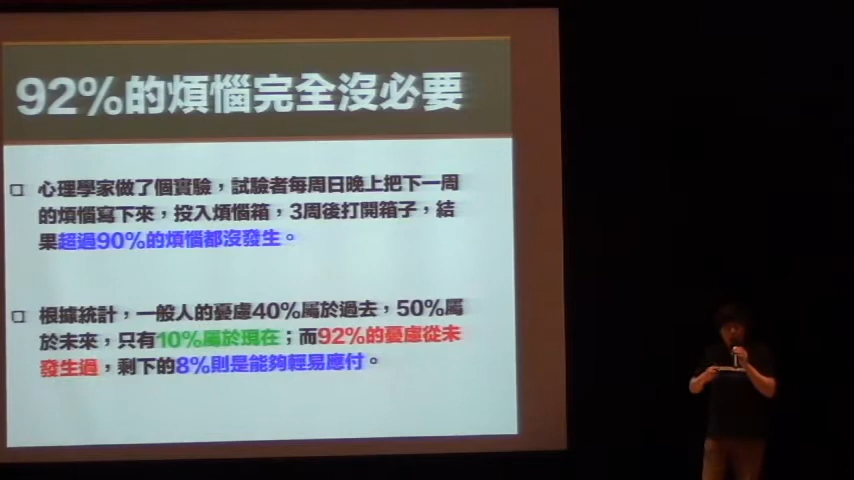 92%的煩惱完全沒必要
心理學家做了個實驗，試驗者每周日晚上把下一周
的煩惱寫下來，投入煩惱箱，3周後打開箱子，結
果超過90%的煩惱都沒發生。
根據統計，一般人的憂慮40%屬於過去，50%屬
於未來，只有10%屬於現在；而92%的憂慮從未
發生過，剩下的8%則是能夠輕易應付。